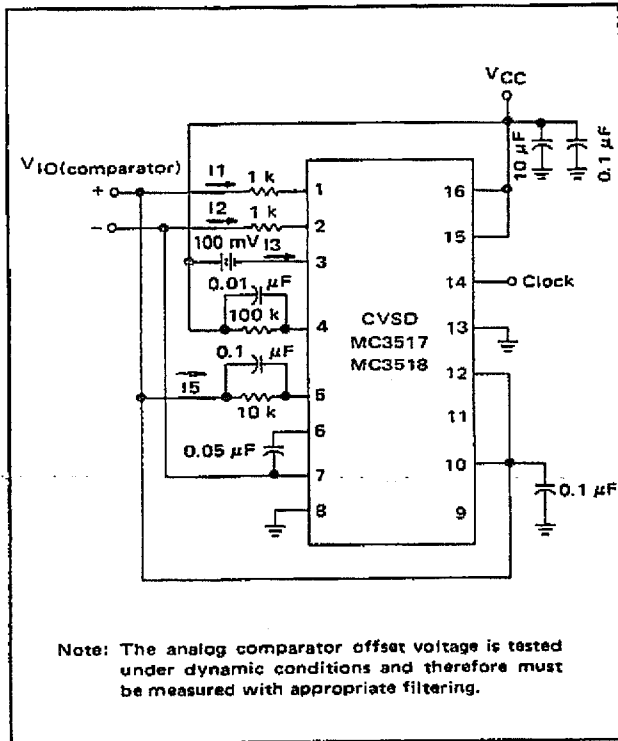 VCC
10 µF
0.1 µF
VIO(comparator)
+
I1
1 k
1
16
−
I2
1 k
2
15
100 mV
I3
3
14
Clock
0.01 µF
100 k
4
CVSD
MC3517
MC3518
13
0.1 µF
12
I5
10 k
5
11
6
0.05 µF
7
10
0.1 µF
8
9
Note: The analog comparator offset voltage is tested
under dynamic conditions and therefore must
be measured with appropriate filtering.